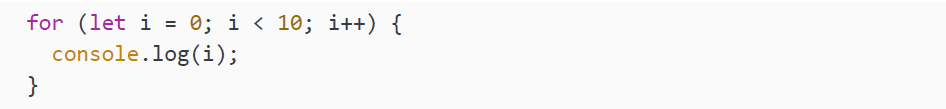 for (let i = 0; i < 10; i++) {
  console.log(i);
}